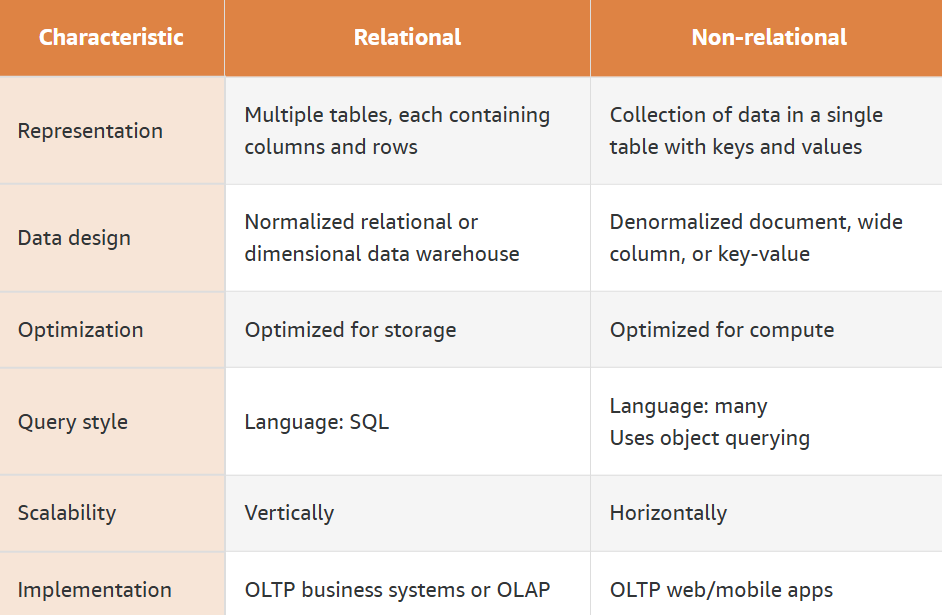 Characteristic Relational Non-relational
Representation
Multiple tables, each containing
columns and rows
Collection of data in a single
table with keys and values
Data design
Normalized relational or
dimensional data warehouse
Denormalized document, wide
column, or key-value
Optimization Optimized for storage Optimized for compute
Query style
Language: SQL
Language: many
Uses object querying
Scalability Vertically Horizontally
Implementation OLTP business systems or OLAP OLTP web/mobile apps